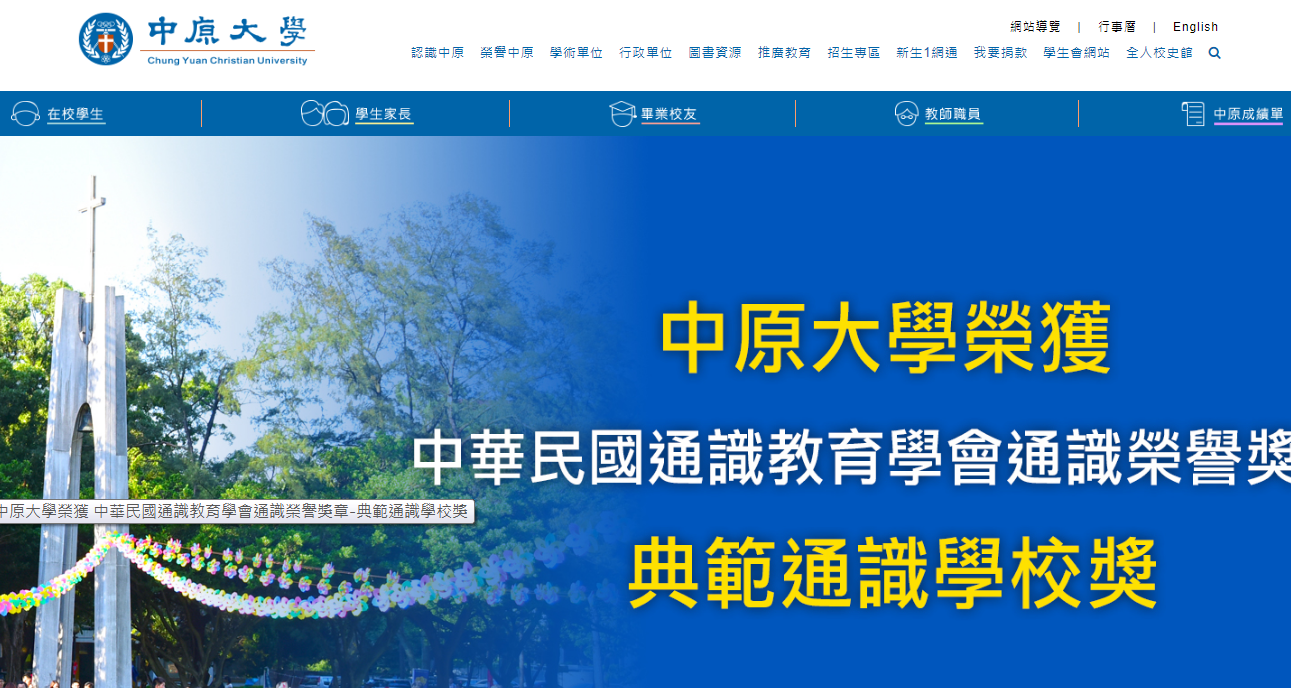 中原大學
Chung Yuan Christian University
網站導覽 | 行事曆 | English
認識中原 榮譽中原 學術單位 行政單位 圖書資源 推廣教育 招生專區 新生1網通 我要捐款 學生會網站 全人校史館
在校學生 學生家長 畢業校友 教師職員 中原成績單
中原大學榮獲
中華民國通識教育學會通識榮譽獎
中原大學榮獲 中華民國通識教育學會通識榮譽獎章-典範通識學校獎
典範通識學校獎